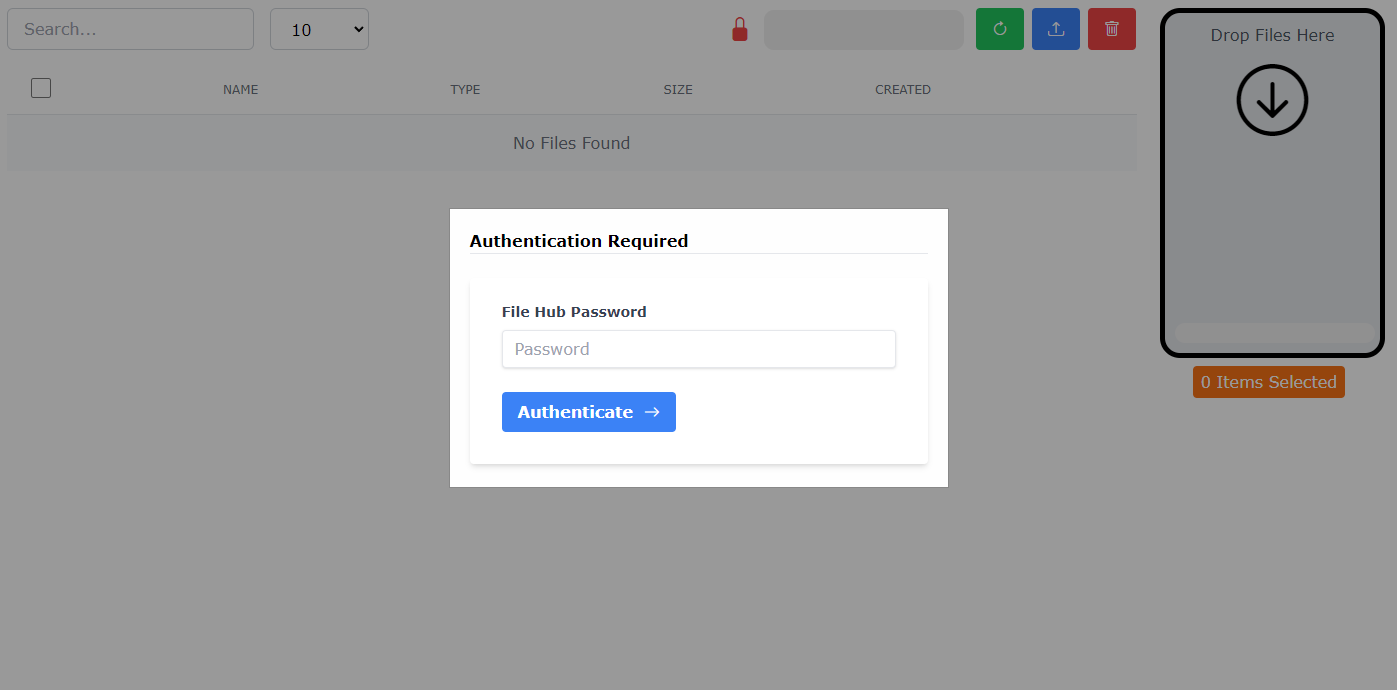 Search...
10
Drop Files Here
NAME TYPE SIZE CREATED
No Files Found
Authentication Required
File Hub Password
Password
Authenticate →
0 Items Selected